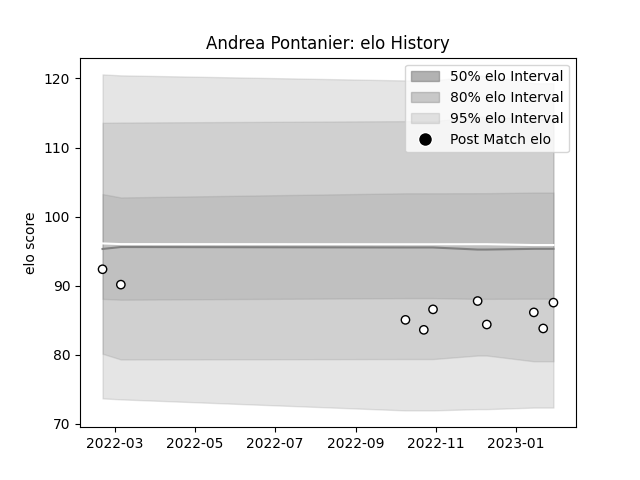 Andrea Pontanier: elo History
50% elo Interval
80% elo Interval
95% elo Interval
Post Match elo
elo score
120
110
100
90
80
70
2022-03 2022-05 2022-07 2022-09 2022-11 2023-01